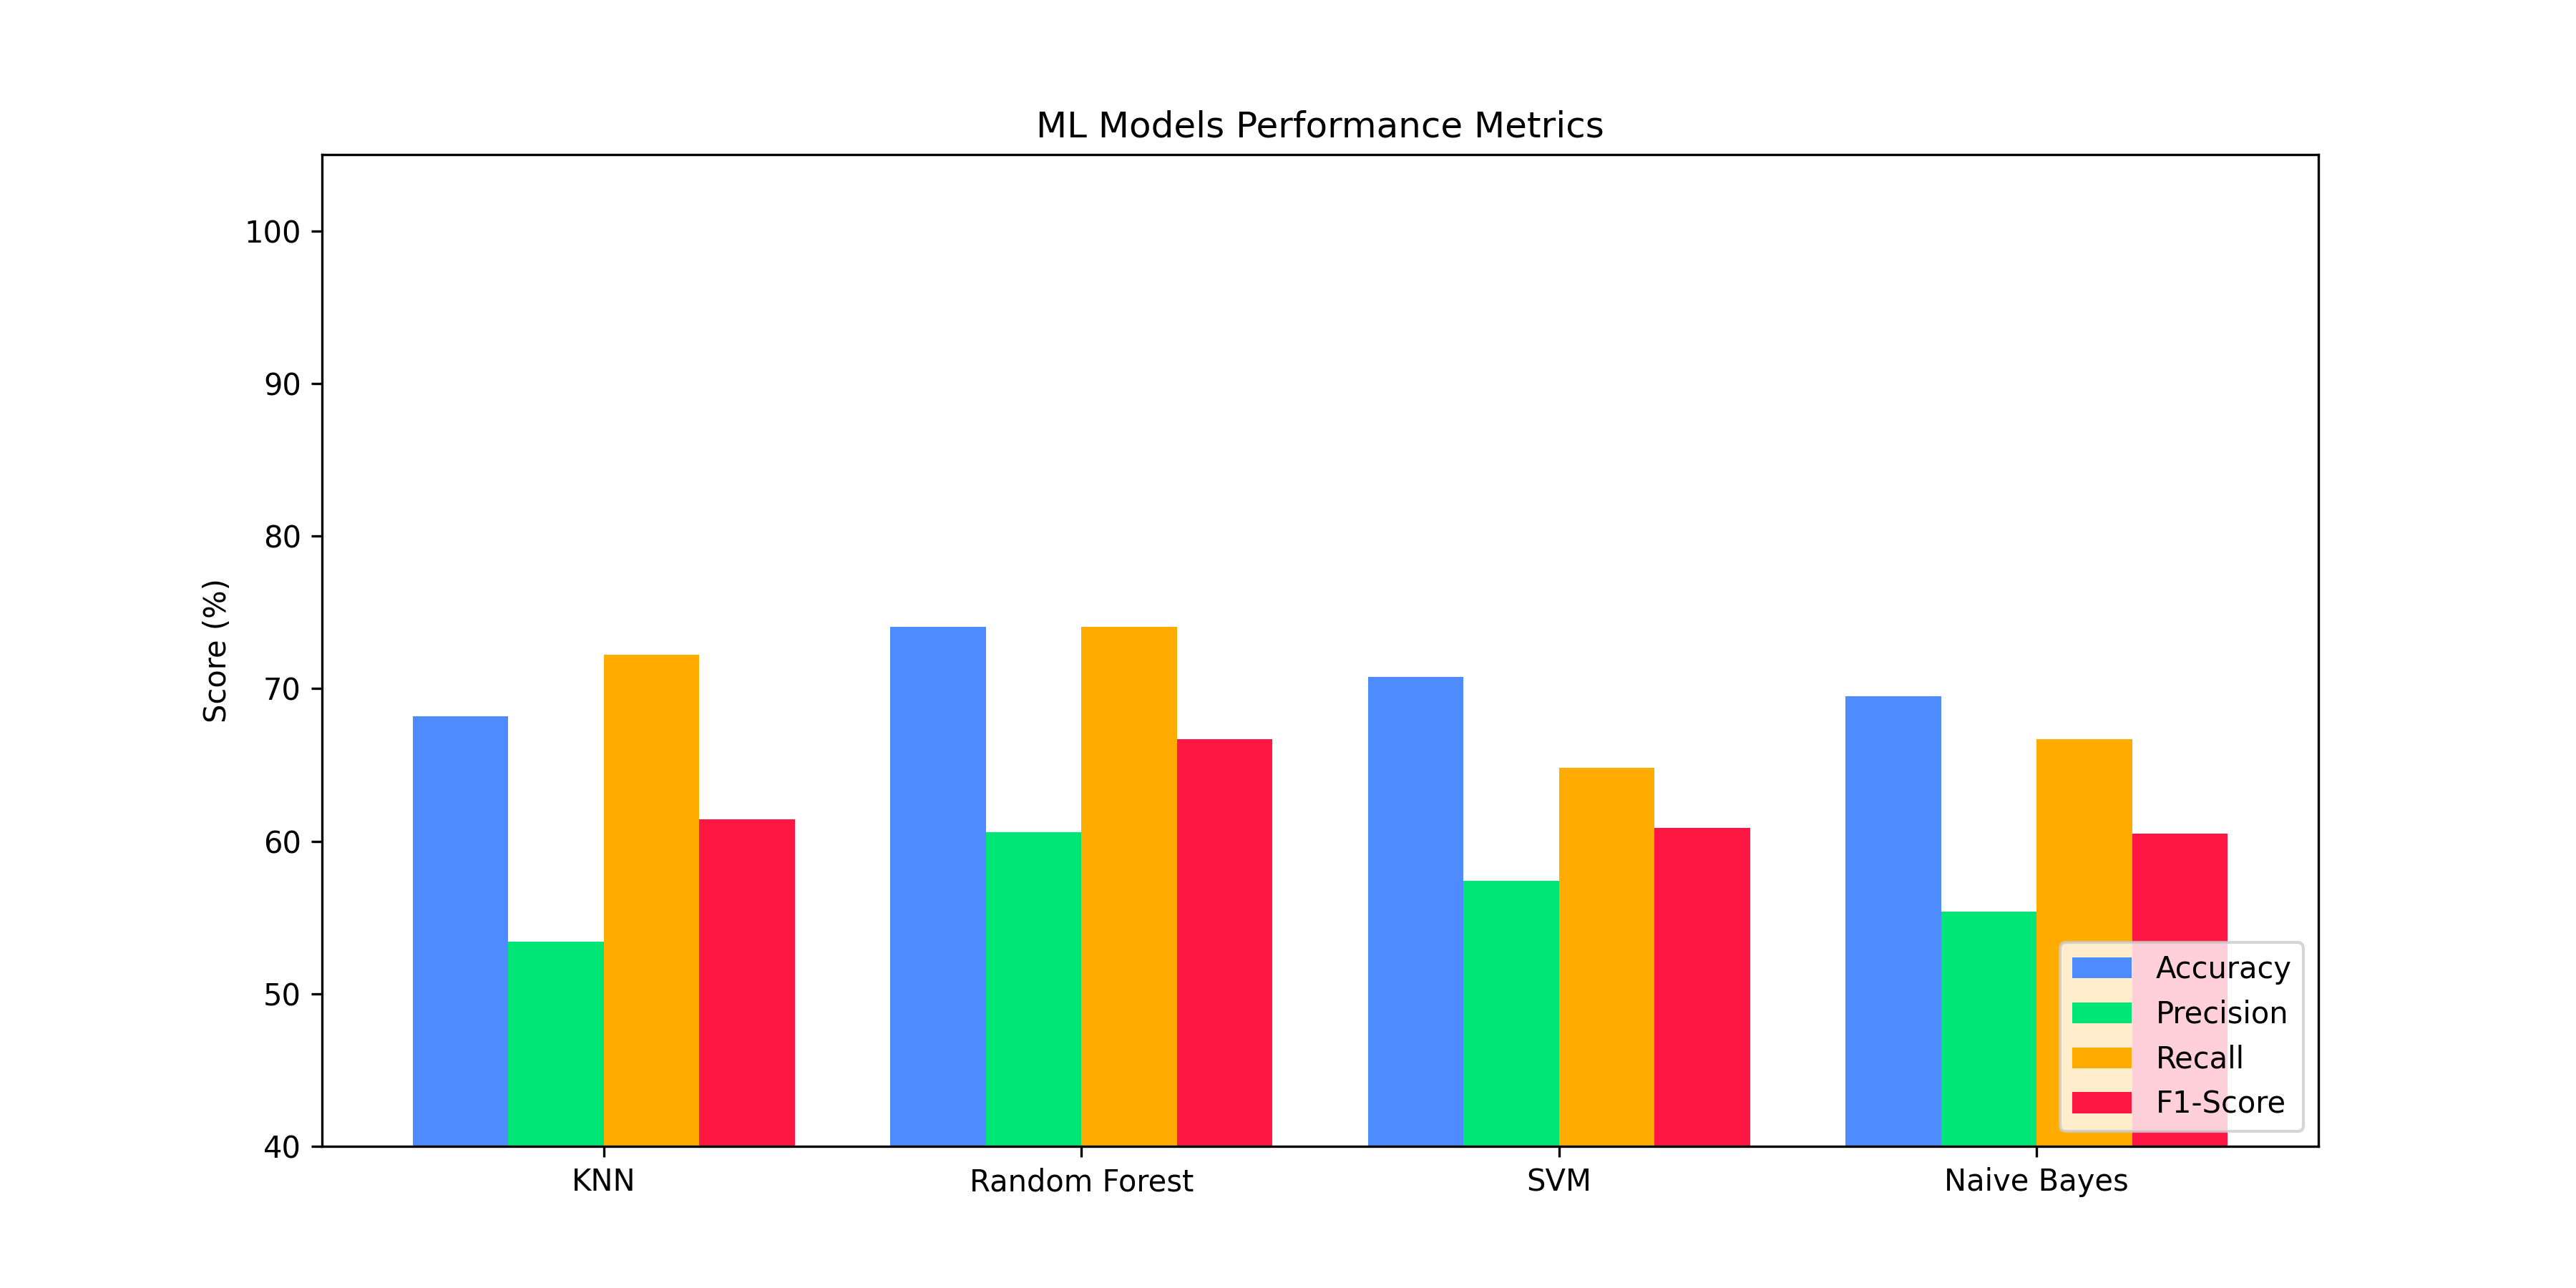 ML Models Performance Metrics
100
90
80
70
60
50
40
Score (%)
KNN
Random Forest
SVM
Naive Bayes
Accuracy
Precision
Recall
F1-Score